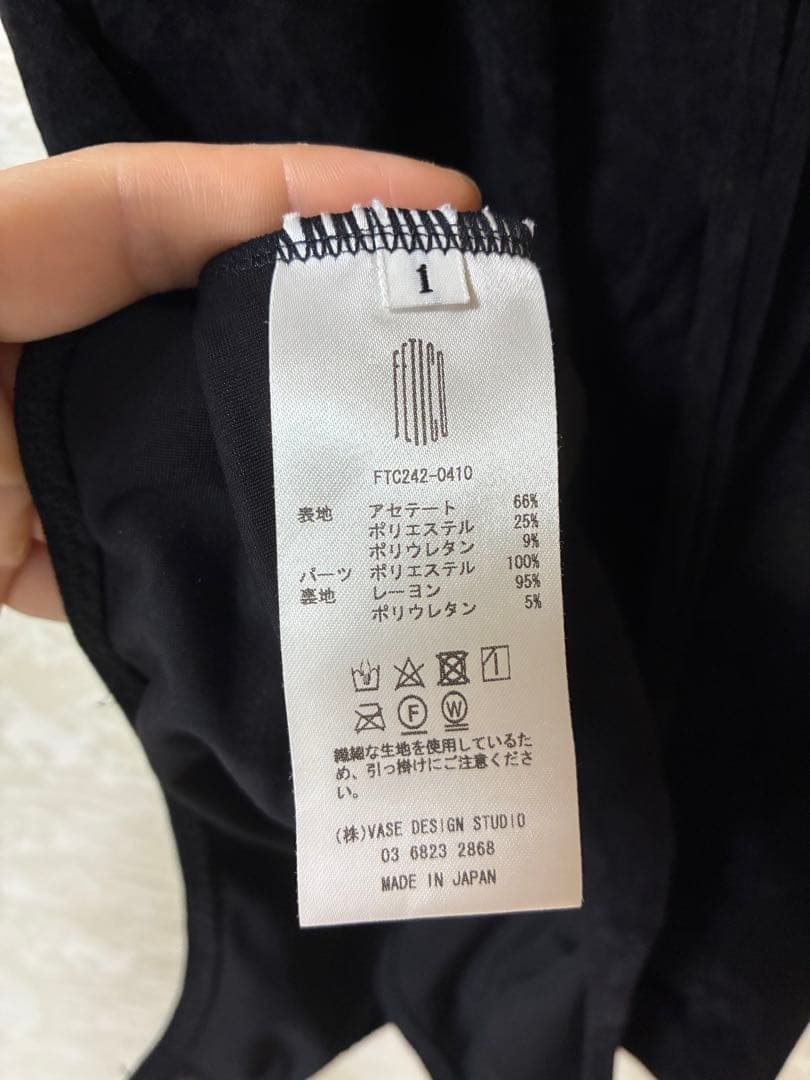 1
FETICO
FTC242-0410
表地 アセテート 66%
ポリエステル 25%
ポリウレタン 9%
パーツ ポリエステル 100%
裏地 レーヨン 95%
ポリウレタン 5%
F W
繊細な生地を使用しているた
め、引っ掛けにご注意くださ
い。
(株)VASE DESIGN STUDIO
03 6823 2868
MADE IN JAPAN